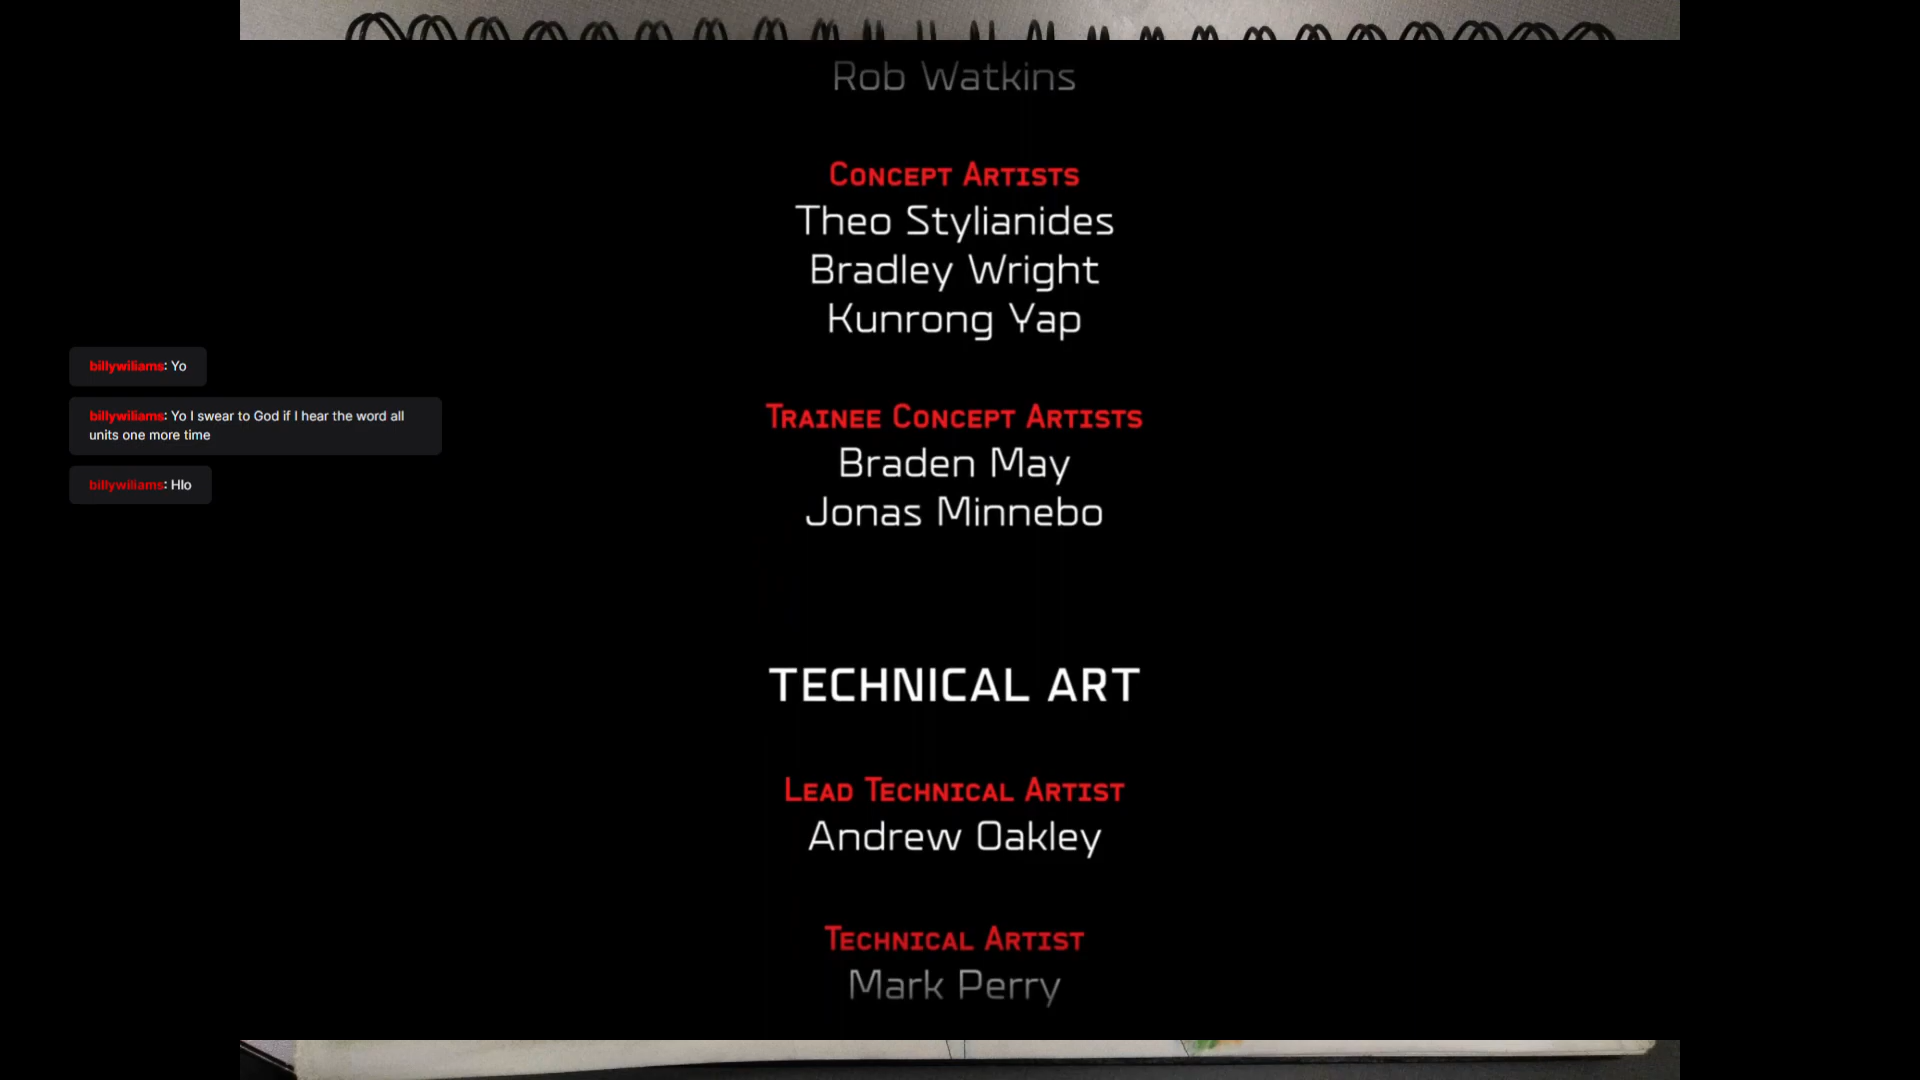 Rob Watkins
CONCEPT ARTISTS
Theo Stylianides
Bradley Wright
Kunrong Yap
TRAINEE CONCEPT ARTISTS
Braden May
Jonas Minnebo
TECHNICAL ART
LEAD TECHNICAL ARTIST
Andrew Oakley
TECHNICAL ARTIST
Mark Perry
billywiliams: Yo
billywiliams: Yo I swear to God if I hear the word all
units one more time
billywiliams: Hlo